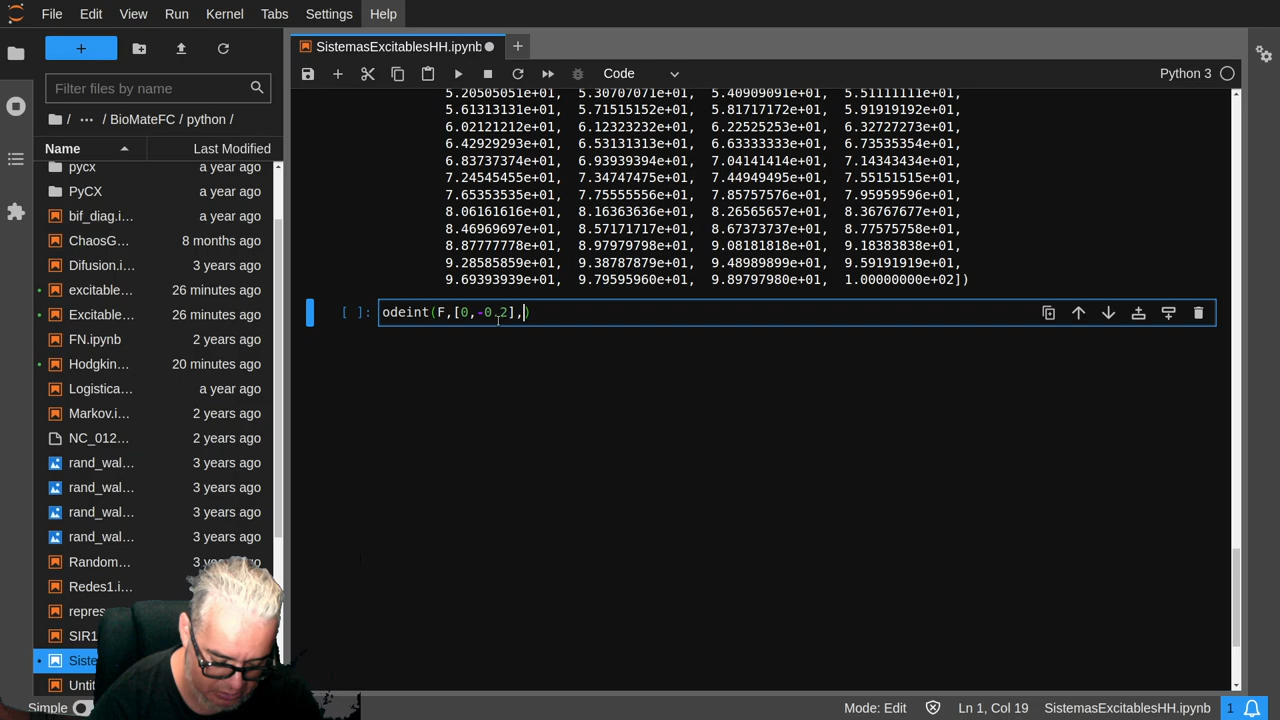 File Edit View Run Kernel Tabs Settings Help
SistemasExcitablesHH.ipynb
Code
Python 3
Filter files by name
/ ··· / BioMateFC / python /
Name Last Modified
pycx a year ago
PyCX a year ago
bif_diag.i… a year ago
ChaosG… 8 months ago
Difusion.i… 3 years ago
excitable… 26 minutes ago
Excitable… 26 minutes ago
FN.ipynb 2 years ago
Hodgkin… 20 minutes ago
Logistica… a year ago
Markov.i… 2 years ago
NC_012… 2 years ago
rand_wal… 3 years ago
rand_wal… 3 years ago
rand_wal… 3 years ago
rand_wal… 3 years ago
Random… 3 years ago
Redes1.i…
repres
SIR1
Siste
Untit
5.20505051e+01, 5.30707071e+01, 5.40909091e+01, 5.51111111e+01,
5.61313131e+01, 5.71515152e+01, 5.81717172e+01, 5.91919192e+01,
6.02121212e+01, 6.12323232e+01, 6.22525253e+01, 6.32727273e+01,
6.42929293e+01, 6.53131313e+01, 6.63333333e+01, 6.73535354e+01,
6.83737374e+01, 6.93939394e+01, 7.04141414e+01, 7.14343434e+01,
7.24545455e+01, 7.34747475e+01, 7.44949495e+01, 7.55151515e+01,
7.65353535e+01, 7.75555556e+01, 7.85757576e+01, 7.95959596e+01,
8.06161616e+01, 8.16363636e+01, 8.26565657e+01, 8.36767677e+01,
8.46969697e+01, 8.57171717e+01, 8.67373737e+01, 8.77575758e+01,
8.87777778e+01, 8.97979798e+01, 9.08181818e+01, 9.18383838e+01,
9.28585859e+01, 9.38787879e+01, 9.48989899e+01, 9.59191919e+01,
9.69393939e+01, 9.79595960e+01, 9.89797980e+01, 1.00000000e+02])
[ ]: odeint(F,[0,-0.2],)
Simple
Mode: Edit
Ln 1, Col 19
SistemasExcitablesHH.ipynb
1